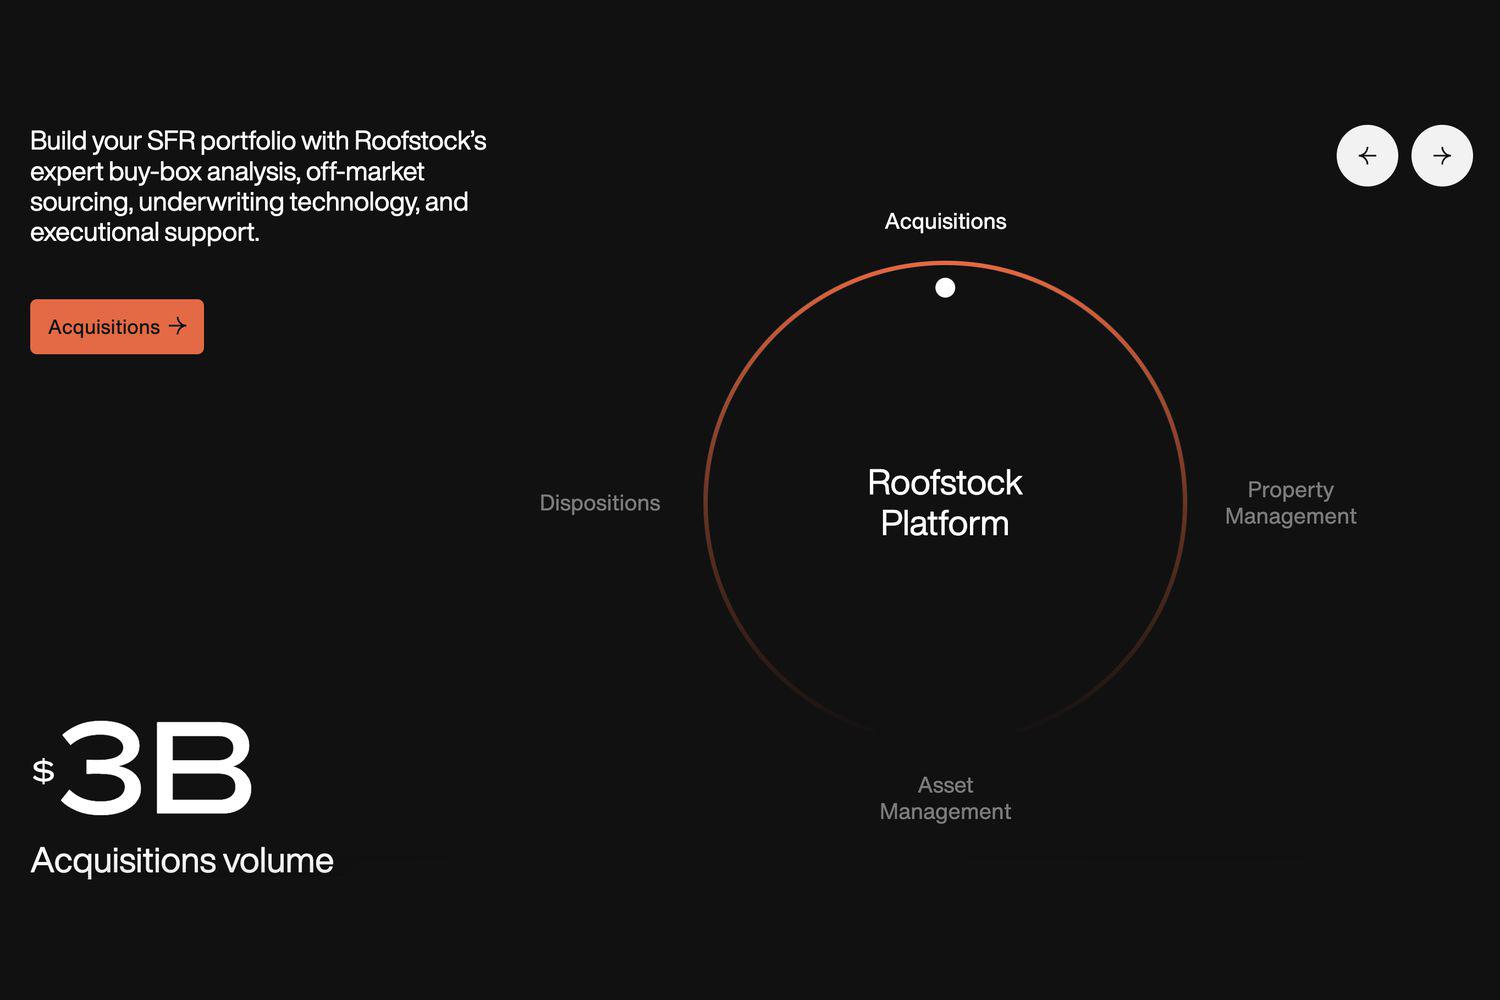 Build your SFR portfolio with Roofstock’s
expert buy-box analysis, off-market
sourcing, underwriting technology, and
executional support.
Acquisitions
$3B
Acquisitions volume
Acquisitions
Dispositions
Roofstock
Platform
Property
Management
Asset
Management